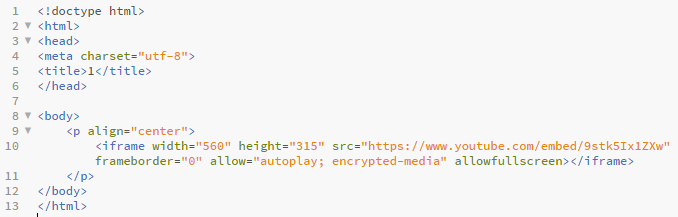 1 <!doctype html>
2 <html>
3 <head>
4 <meta charset="utf-8">
5 <title>1</title>
6 </head>
7
8 <body>
9 <p align="center">
10 <iframe width="560" height="315" src="https://www.youtube.com/embed/9stk5Ix1ZXw"
frameborder="0" allow="autoplay; encrypted-media" allowfullscreen></iframe>
11 </p>
12 </body>
13 </html>